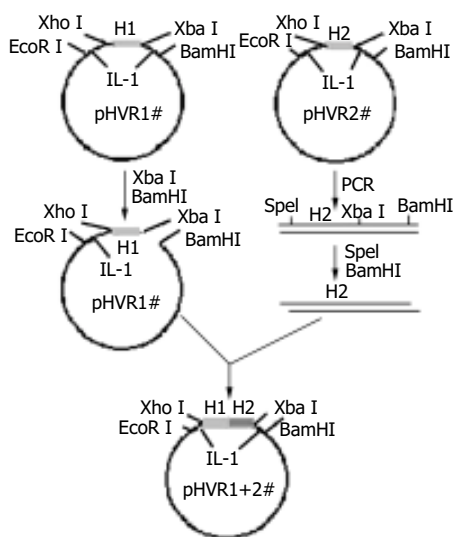 Xho I H1 Xba I
EcoR I BamHI
IL-1
pHVR1#
Xho I H2 Xba I
EcoR I BamHI
IL-1
pHVR2#
Xba I
BamHI
PCR
Xho I Xba I
EcoR I H1 BamHI
IL-1
pHVR1#
SpeI H2 Xba I BamHI
SpeI
BamHI
H2
Xho I H1 H2 Xba I
EcoR I BamHI
IL-1
pHVR1+2#